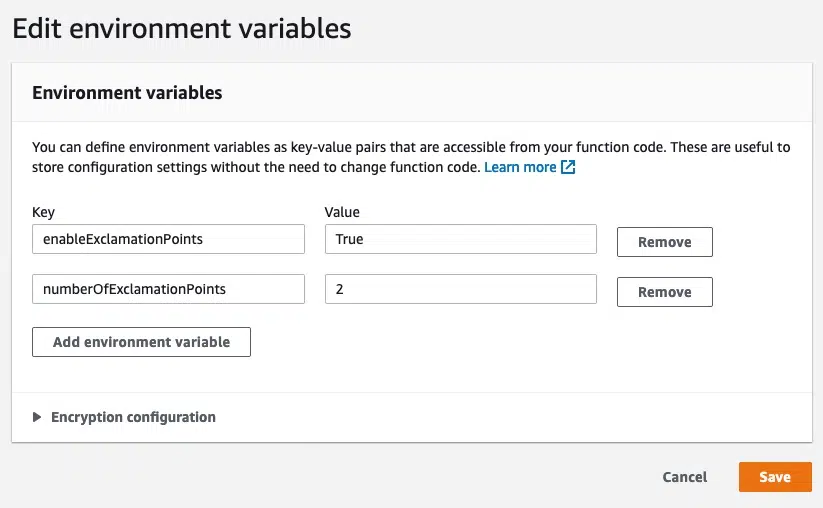 Edit environment variables
Environment variables
You can define environment variables as key-value pairs that are accessible from your function code. These are useful to
store configuration settings without the need to change function code. Learn more
Key Value
enableExclamationPoints True Remove
numberOfExclamationPoints 2 Remove
Add environment variable
Encryption configuration
Cancel Save